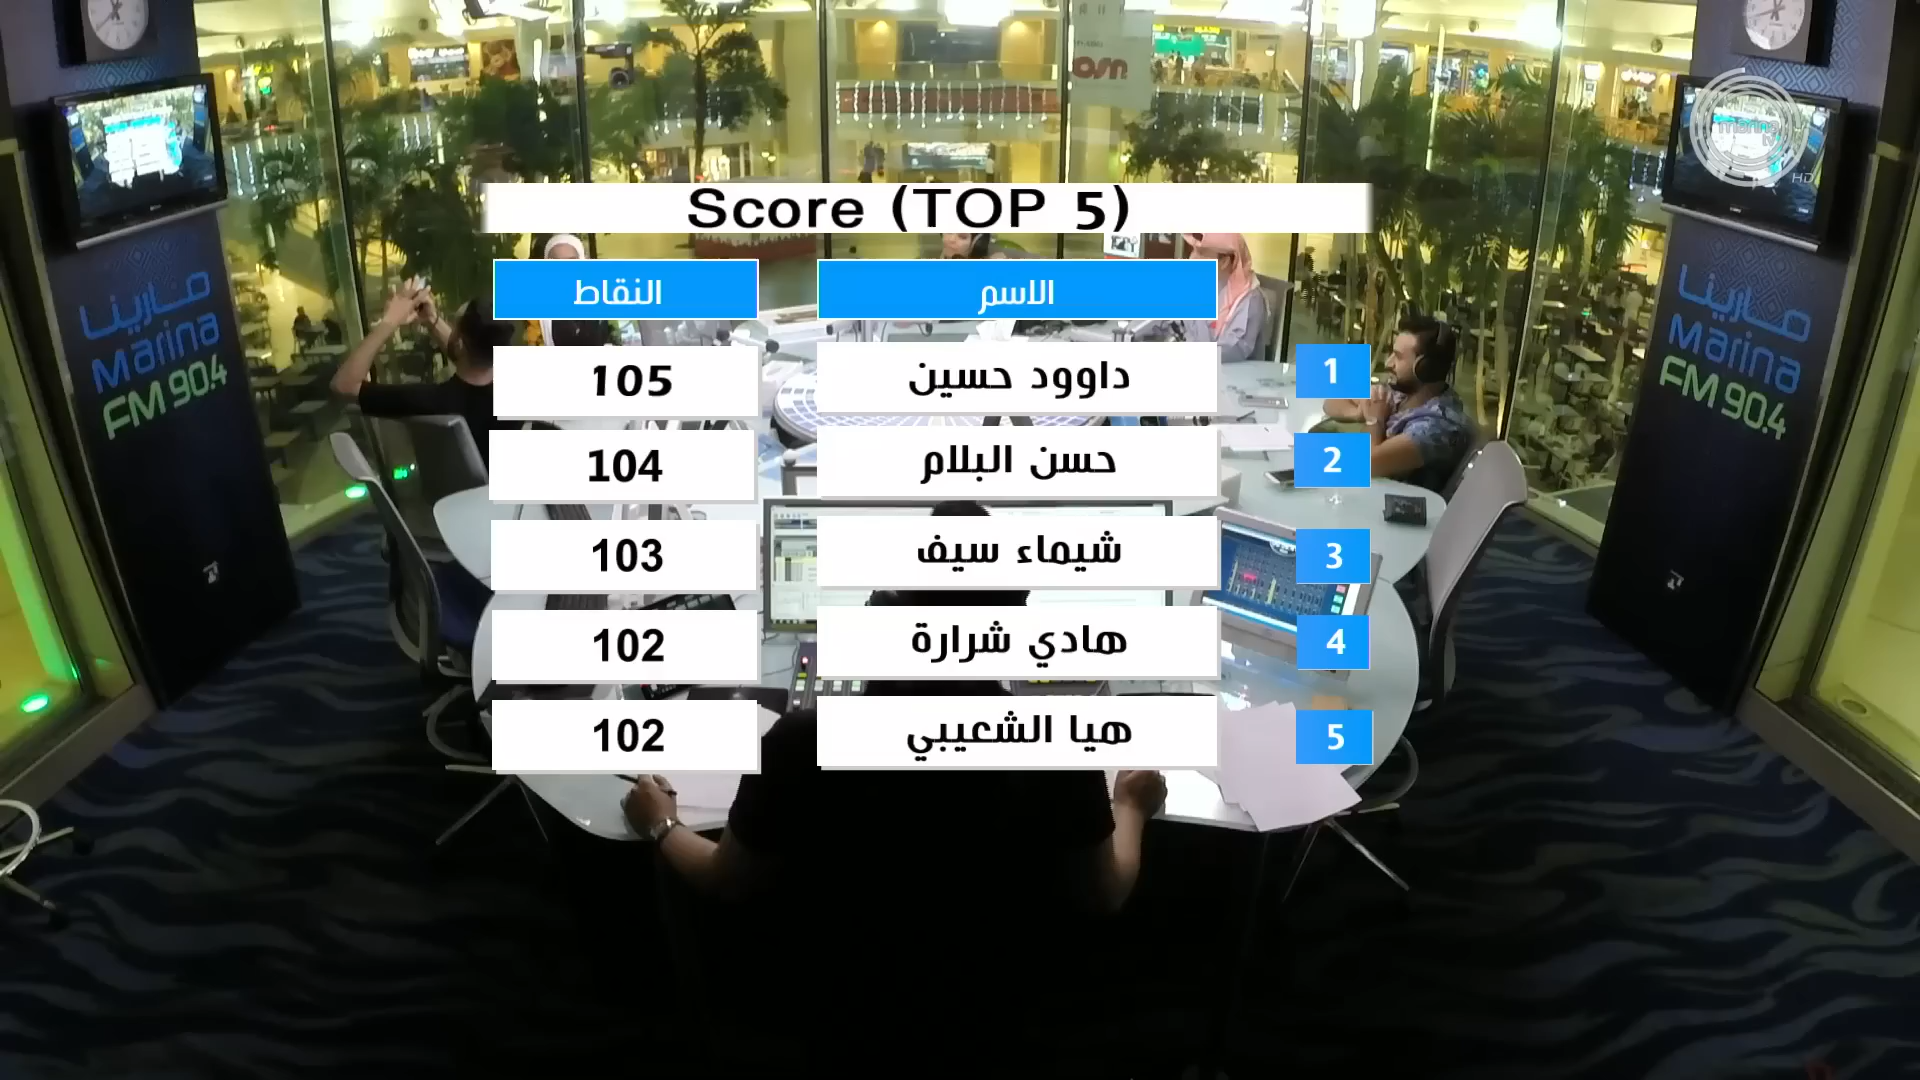 Score (TOP 5)
الاسم النقاط
1 داوود حسين 105
2 حسن البلام 104
3 شيماء سيف 103
4 هادي شرارة 102
5 هيا الشعيبي 102
مارينا
Marina
FM 90.4
مارينا
Marina
FM 90.4
marina
HD
OSN